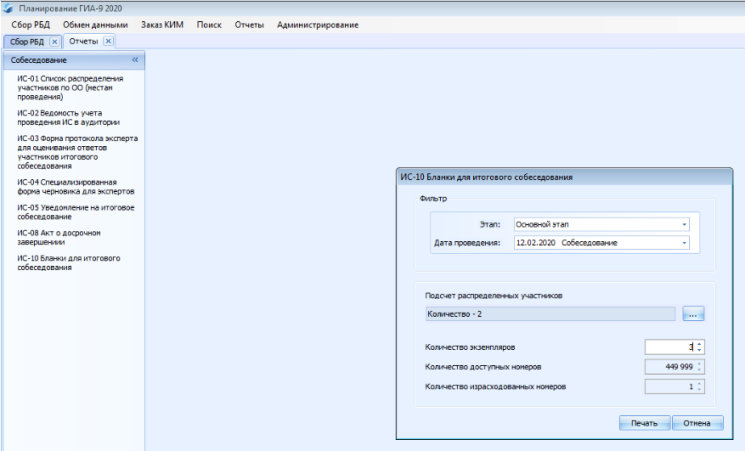 Планирование ГИА-9 2020
Сбор РБД Обмен данными Заказ КИМ Поиск Отчеты Администрирование
Сбор РБД Отчеты
Собеседование
ИС-01 Список распределения
участников по ОО (местам
проведения)
ИС-02 Ведомость учета
проведения ИС в аудитории
ИС-03 Форма протокола эксперта
для оценивания ответов
участников итогового
собеседования
ИС-04 Специализированная
форма черновика для экспертов
ИС-05 Уведомление на итоговое
собеседование
ИС-08 Акт о досрочном
завершениии
ИС-10 Бланки для итогового
собеседования
ИС-10 Бланки для итогового собеседования
Фильтр
Этап: Основной этап
Дата проведения: 12.02.2020 Собеседование
Подсчет распределенных участников
Количество - 2
...
Количество экземпляров 3
Количество доступных номеров 449 999
Количество израсходованных номеров 1
Печать Отмена